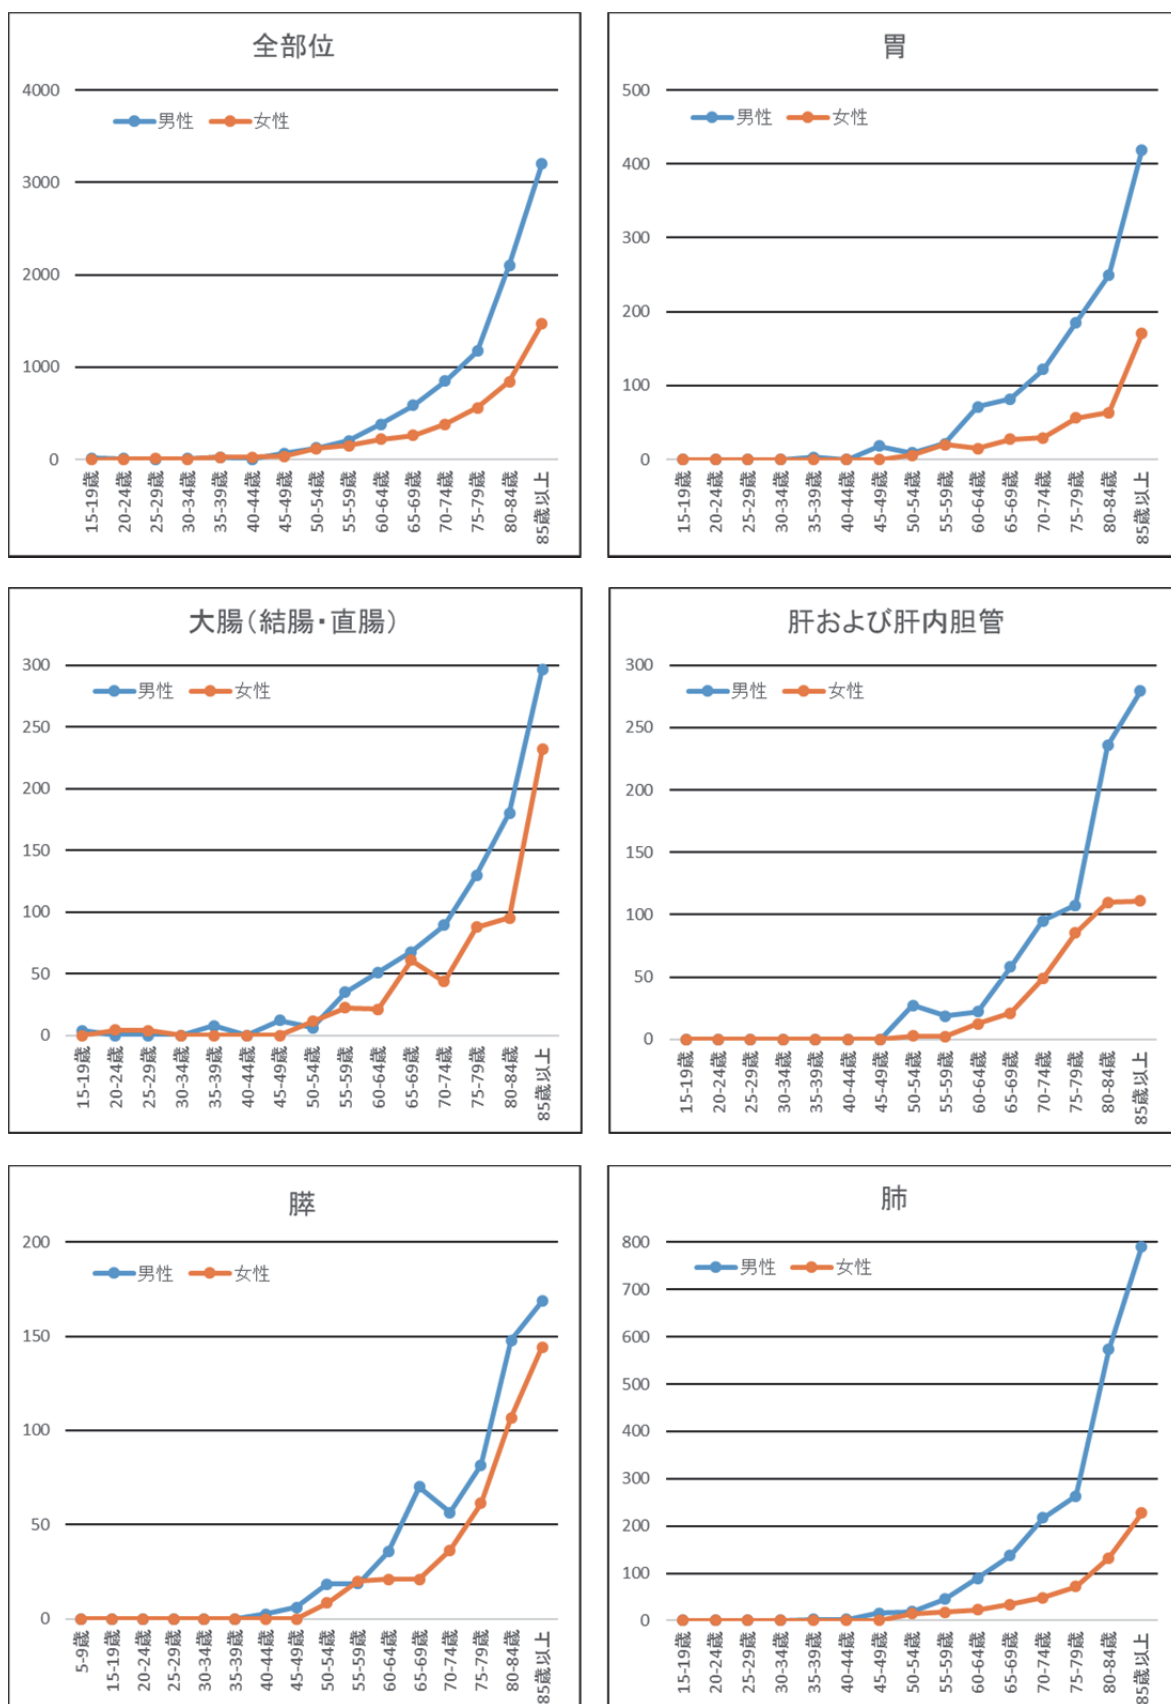 全部位
4000
3000
2000
1000
0
男性 女性
15-19歳
20-24歳
25-29歳
30-34歳
35-39歳
40-44歳
45-49歳
50-54歳
55-59歳
60-64歳
65-69歳
70-74歳
75-79歳
80-84歳
85歳以上
胃
500
400
300
200
100
0
男性 女性
15-19歳
20-24歳
25-29歳
30-34歳
35-39歳
40-44歳
45-49歳
50-54歳
55-59歳
60-64歳
65-69歳
70-74歳
75-79歳
80-84歳
85歳以上
大腸（結腸・直腸）
300
250
200
150
100
50
0
男性 女性
15-19歳
20-24歳
25-29歳
30-34歳
35-39歳
40-44歳
45-49歳
50-54歳
55-59歳
60-64歳
65-69歳
70-74歳
75-79歳
80-84歳
85歳以上
肝および肝内胆管
300
250
200
150
100
50
0
男性 女性
15-19歳
20-24歳
25-29歳
30-34歳
35-39歳
40-44歳
45-49歳
50-54歳
55-59歳
60-64歳
65-69歳
70-74歳
75-79歳
80-84歳
85歳以上
膵
200
150
100
50
0
男性 女性
5-9歳
15-19歳
20-24歳
25-29歳
30-34歳
35-39歳
40-44歳
45-49歳
50-54歳
55-59歳
60-64歳
65-69歳
70-74歳
75-79歳
80-84歳
85歳以上
肺
800
700
600
500
400
300
200
100
0
男性 女性
15-19歳
20-24歳
25-29歳
30-34歳
35-39歳
40-44歳
45-49歳
50-54歳
55-59歳
60-64歳
65-69歳
70-74歳
75-79歳
80-84歳
85歳以上